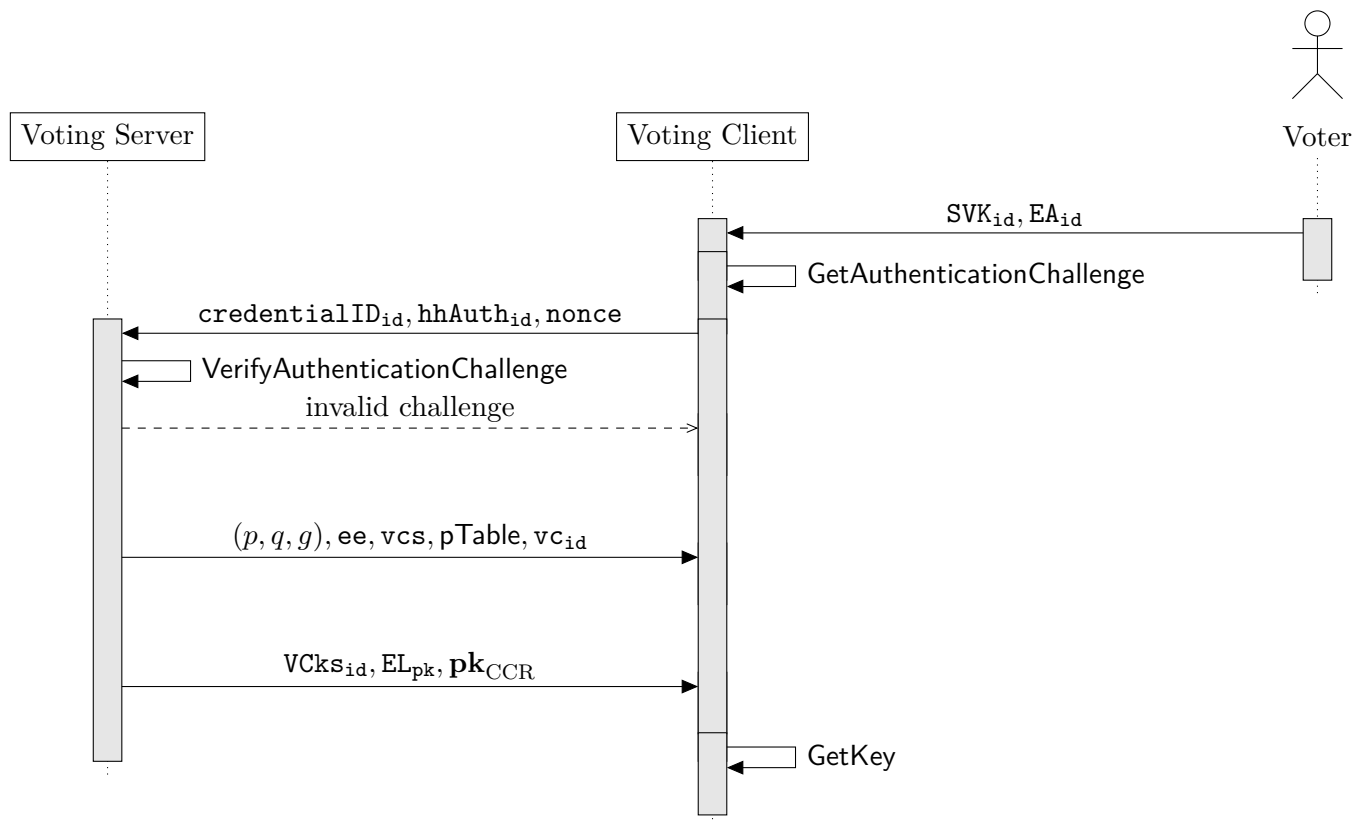 Voting Server
Voting Client
Voter
SVK_id, EA_id
GetAuthenticationChallenge
credentialID_id, hhAuth_id, nonce
VerifyAuthenticationChallenge
invalid challenge
(p, q, g), ee, vcs, pTable, vc_id
VCks_id, EL_pk, pk_CCR
GetKey